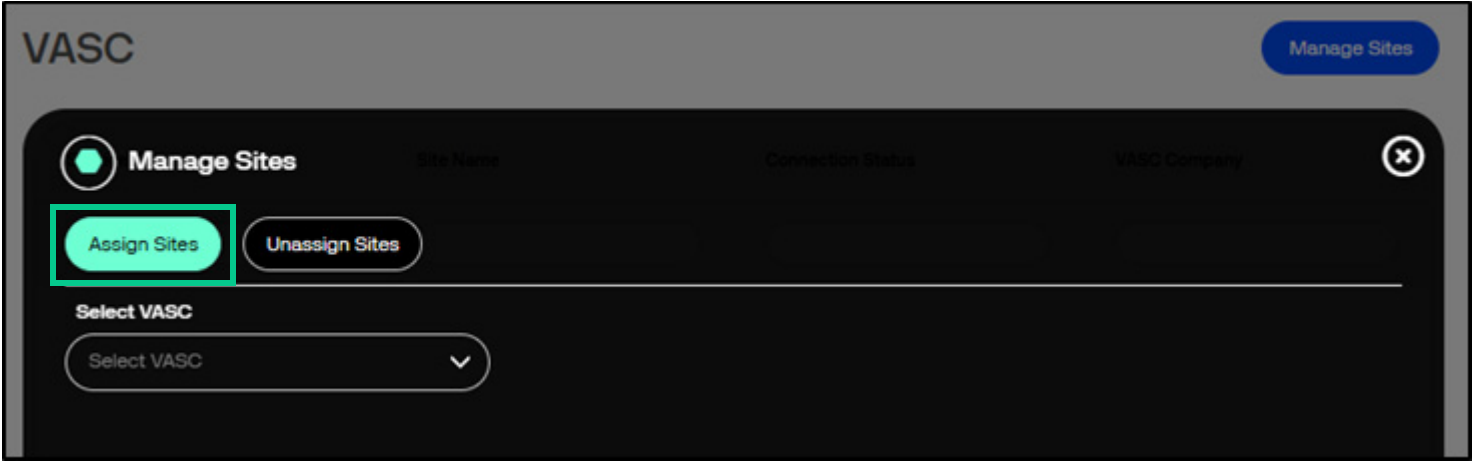 VASC
Manage Sites
Manage Sites
Site Name
Connection Status
VASC Company
Assign Sites
Unassign Sites
Select VASC
Select VASC